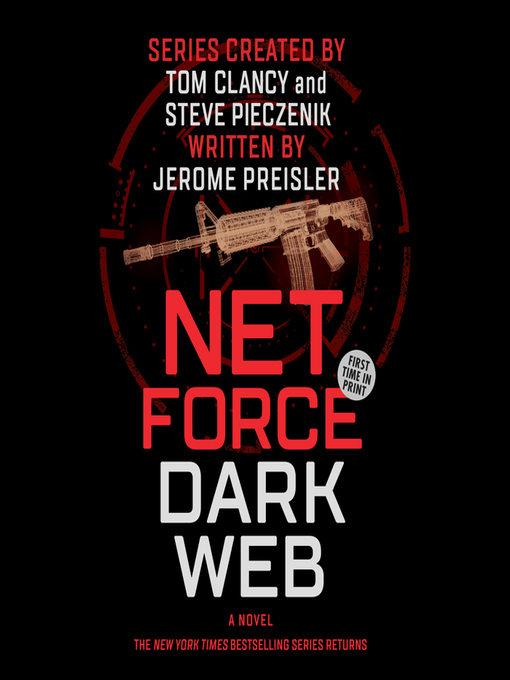 SERIES CREATED BY
TOM CLANCY and
STEVE PIECZENIK
WRITTEN BY
JEROME PREISLER
NET
FORCE
FIRST
TIME IN
PRINT
DARK
WEB
A NOVEL
THE NEW YORK TIMES BESTSELLING SERIES RETURNS